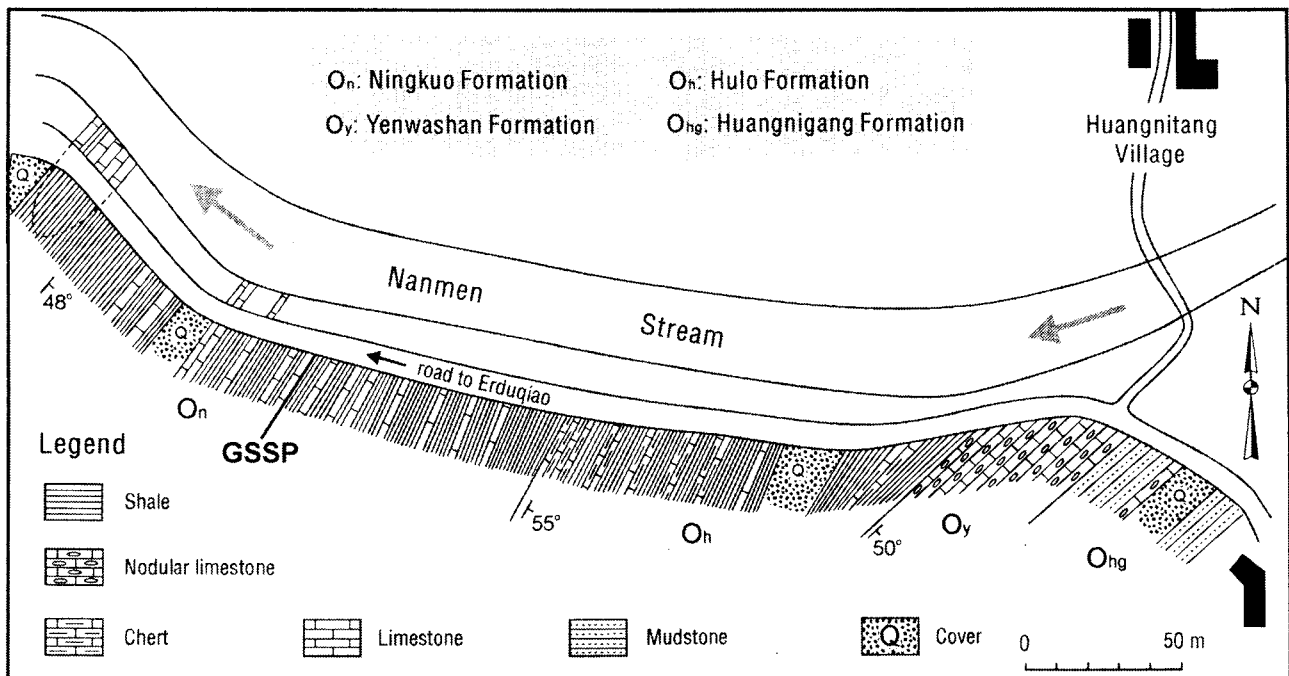 On: Ningkuo Formation
Oh: Hulo Formation
Oy: Yenwashan Formation
Ohg: Huangnigang Formation
Huangnitang
Village
Q
48°
Nanmen
Stream
N
Q
road to Erduqiao
On
GSSP
Q
55°
Oh
50°
Oy
Q
Ohg
Legend
Shale
Nodular limestone
Chert
Limestone
Mudstone
Q
Cover
0 50 m